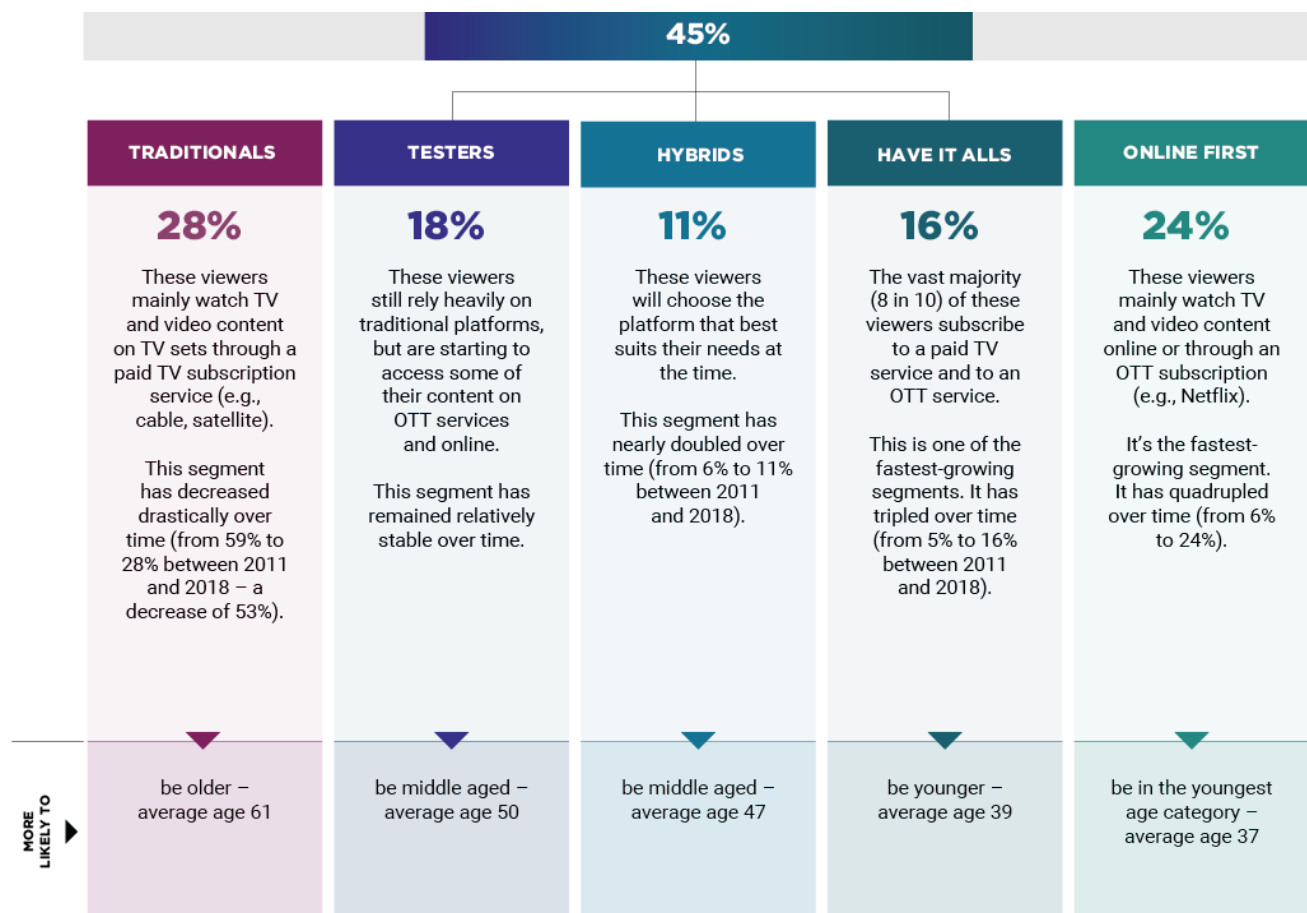 45%
TRADITIONALS
28%
These viewers
mainly watch TV
and video content
on TV sets through a
paid TV subscription
service (e.g.,
cable, satellite).
This segment
has decreased
drastically over
time (from 59% to
28% between 2011
and 2018 – a
decrease of 53%).
be older –
average age 61
TESTERS
18%
These viewers
still rely heavily on
traditional platforms,
but are starting to
access some of
their content on
OTT services
and online.
This segment has
remained relatively
stable over time.
be middle aged –
average age 50
HYBRIDS
11%
These viewers
will choose the
platform that best
suits their needs at
the time.
This segment has
nearly doubled over
time (from 6% to 11%
between 2011
and 2018).
be middle aged –
average age 47
HAVE IT ALLS
16%
The vast majority
(8 in 10) of these
viewers subscribe
to a paid TV
service and to an
OTT service.
This is one of the
fastest-growing
segments. It has
tripled over time
(from 5% to 16%
between 2011
and 2018).
be younger –
average age 39
ONLINE FIRST
24%
These viewers
mainly watch TV
and video content
online or through an
OTT subscription
(e.g., Netflix).
It’s the fastest-
growing segment.
It has quadrupled
over time (from 6%
to 24%).
be in the youngest
age category –
average age 37
MORE
LIKELY TO